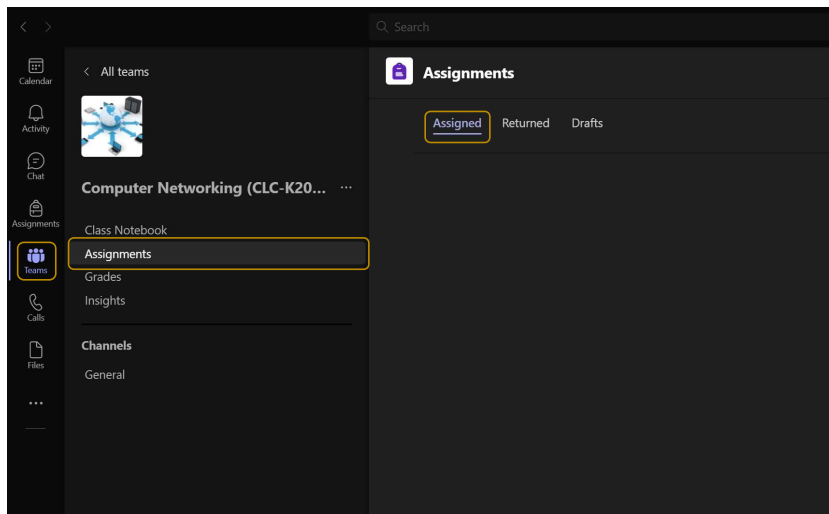 Search
Calendar
Activity
Chat
Assignments
Teams
Calls
Files
All teams
Computer Networking (CLC-K20...
Class Notebook
Assignments
Grades
Insights
Channels
General
Assignments
Assigned
Returned
Drafts